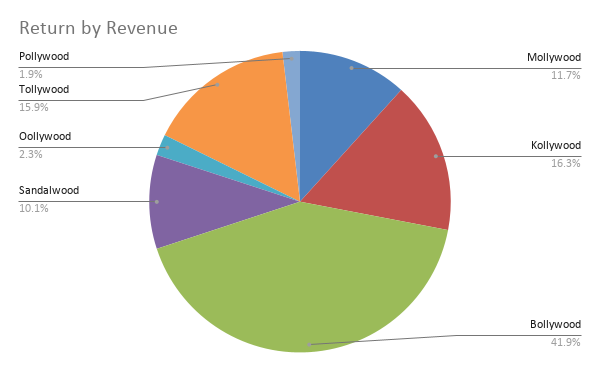 Return by Revenue
Pollywood
1.9%
Tollywood
15.9%
Oollywood
2.3%
Sandalwood
10.1%
Mollywood
11.7%
Kollywood
16.3%
Bollywood
41.9%